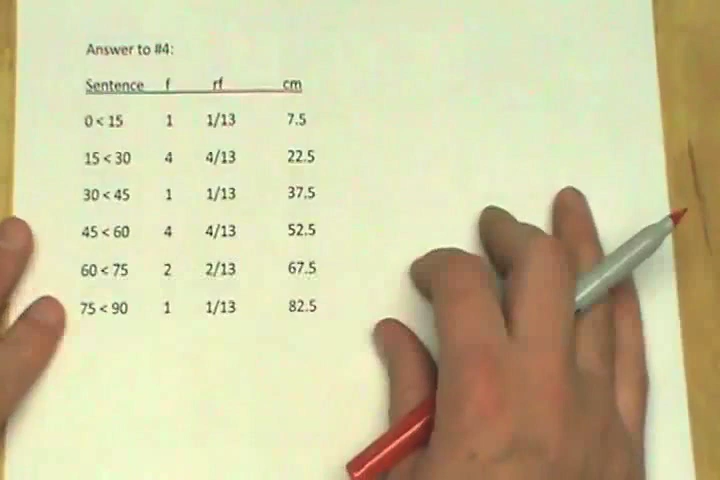 Answer to #4:
Sentence f rf cm
0 < 15 1 1/13 7.5
15 < 30 4 4/13 22.5
30 < 45 1 1/13 37.5
45 < 60 4 4/13 52.5
60 < 75 2 2/13 67.5
75 < 90 1 1/13 82.5